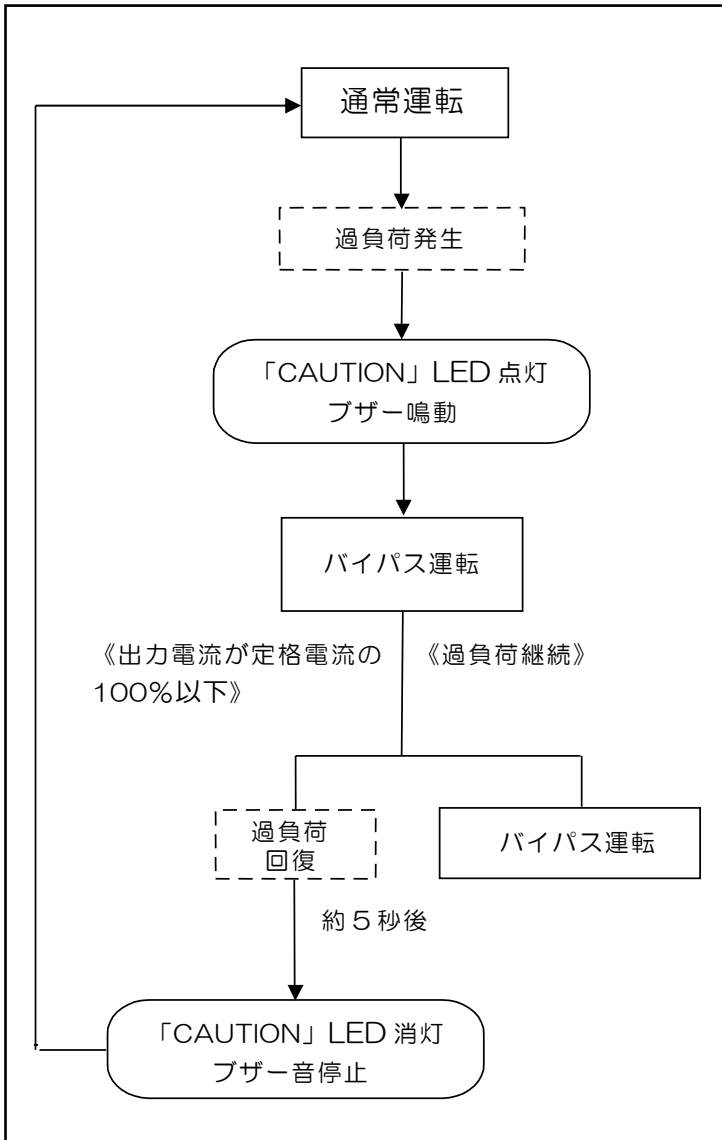 通常運転
過負荷発生
「CAUTION」LED 点灯
ブザー鳴動
バイパス運転
《出力電流が定格電流の
100%以下》
《過負荷継続》
過負荷
回復
バイパス運転
約5秒後
「CAUTION」LED 消灯
ブザー音停止